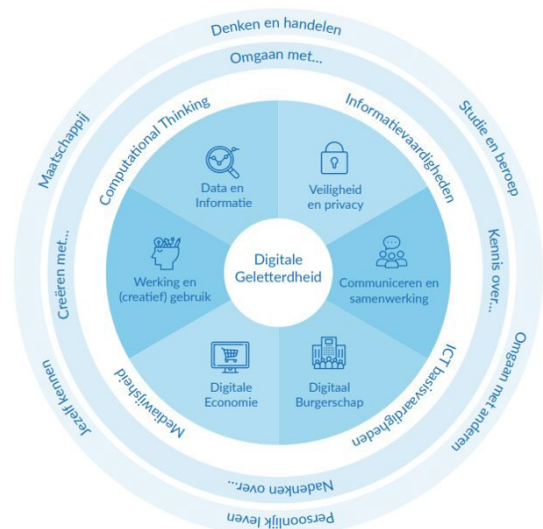 Denken en handelen
Omgaan met...
Computational Thinking
Informatievaardigheden
Maatschappij
Studie en beroep
Data en
Informatie
Veiligheid
en privacy
Creëren met...
Werking en
(creatief) gebruik
Digitale
Geletterdheid
Communiceren en
samenwerking
Kennis over...
Digitale
Economie
Digitaal
Burgerschap
Jezelf kennen
Mediawijsheid
ICT basisvaardigheden
Omgaan met anderen
Nadenken over...
Persoonlijk leven